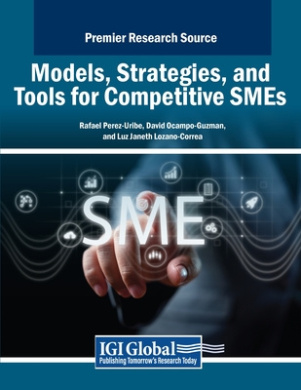 Premier Research Source
Models, Strategies, and
Tools for Competitive SMEs
Rafael Perez-Uribe, David Ocampo-Guzman,
and Luz Janeth Lozano-Correa
SME
IGI Global
Publishing Tomorrow's Research Today